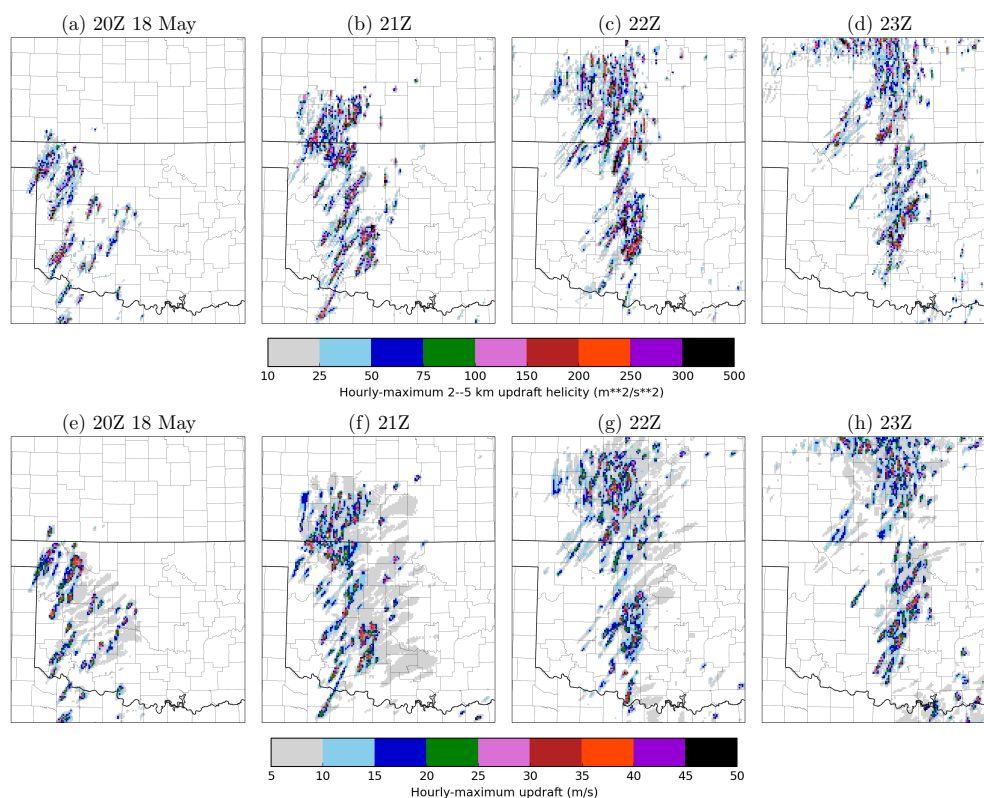 (a) 20Z 18 May
(b) 21Z
(c) 22Z
(d) 23Z
10 25 50 75 100 150 200 250 300 500
Hourly-maximum 2--5 km updraft helicity (m**2/s**2)
(e) 20Z 18 May
(f) 21Z
(g) 22Z
(h) 23Z
5 10 15 20 25 30 35 40 45 50
Hourly-maximum updraft (m/s)